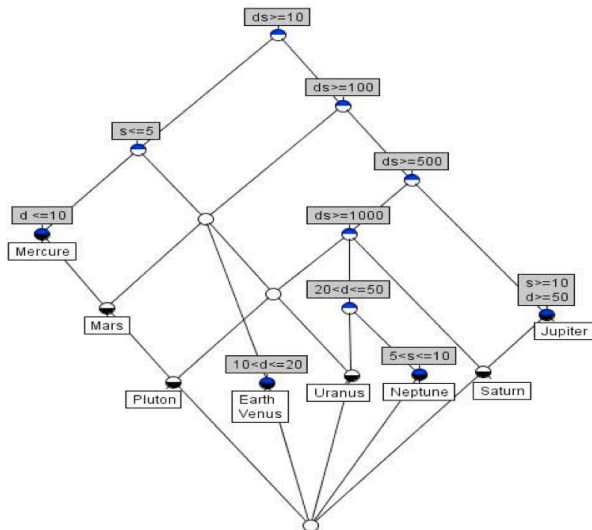 ds>=10
ds>=100
s<=5
ds>=500
d <=10
Mercure
ds>=1000
20<d<=50
s>=10
d>=50
Jupiter
Mars
10<d<=20
5<s<=10
Pluton
Earth
Venus
Uranus
Neptune
Saturn